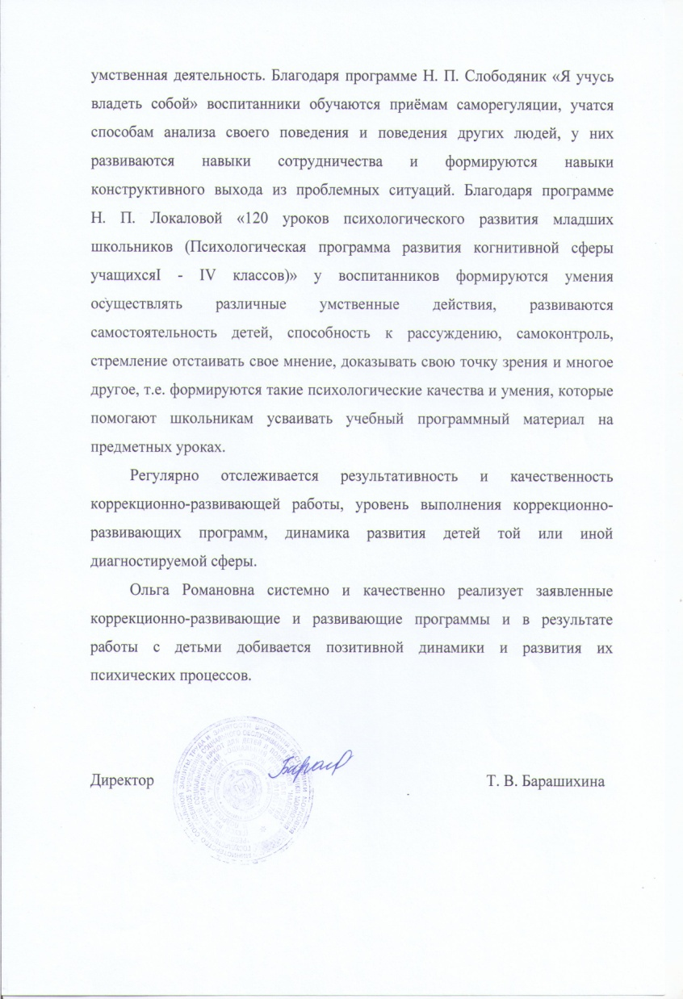 умственная деятельность. Благодаря программе Н. П. Слободяник «Я учусь
владеть собой» воспитанники обучаются приёмам саморегуляции, учатся
способам анализа своего поведения и поведения других людей, у них
развиваются навыки сотрудничества и формируются навыки
конструктивного выхода из проблемных ситуаций. Благодаря программе
Н. П. Локаловой «120 уроков психологического развития младших
школьников (Психологическая программа развития когнитивной сферы
учащихсяI - IV классов)» у воспитанников формируются умения
осуществлять различные умственные действия, развиваются
самостоятельность детей, способность к рассуждению, самоконтроль,
стремление отстаивать свое мнение, доказывать свою точку зрения и многое
другое, т.е. формируются такие психологические качества и умения, которые
помогают школьникам усваивать учебный программный материал на
предметных уроках.
Регулярно отслеживается результативность и качественность
коррекционно-развивающей работы, уровень выполнения коррекционно-
развивающих программ, динамика развития детей той или иной
диагностируемой сферы.
Ольга Романовна системно и качественно реализует заявленные
коррекционно-развивающие и развивающие программы и в результате
работы с детьми добивается позитивной динамики и развития их
психических процессов.
Директор Т. В. Барашихина